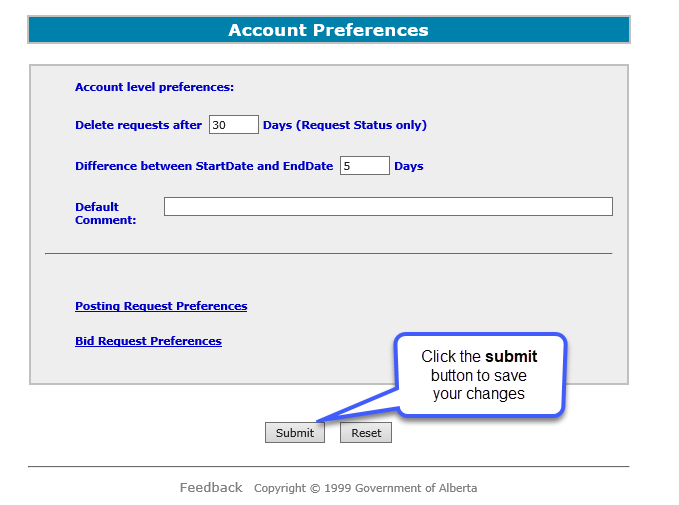 Account Preferences
Account level preferences:
Delete requests after 30 Days (Request Status only)
Difference between StartDate and EndDate 5 Days
Default
Comment:
Posting Request Preferences
Bid Request Preferences
Click the submit
button to save
your changes
Submit Reset
Feedback Copyright © 1999 Government of Alberta